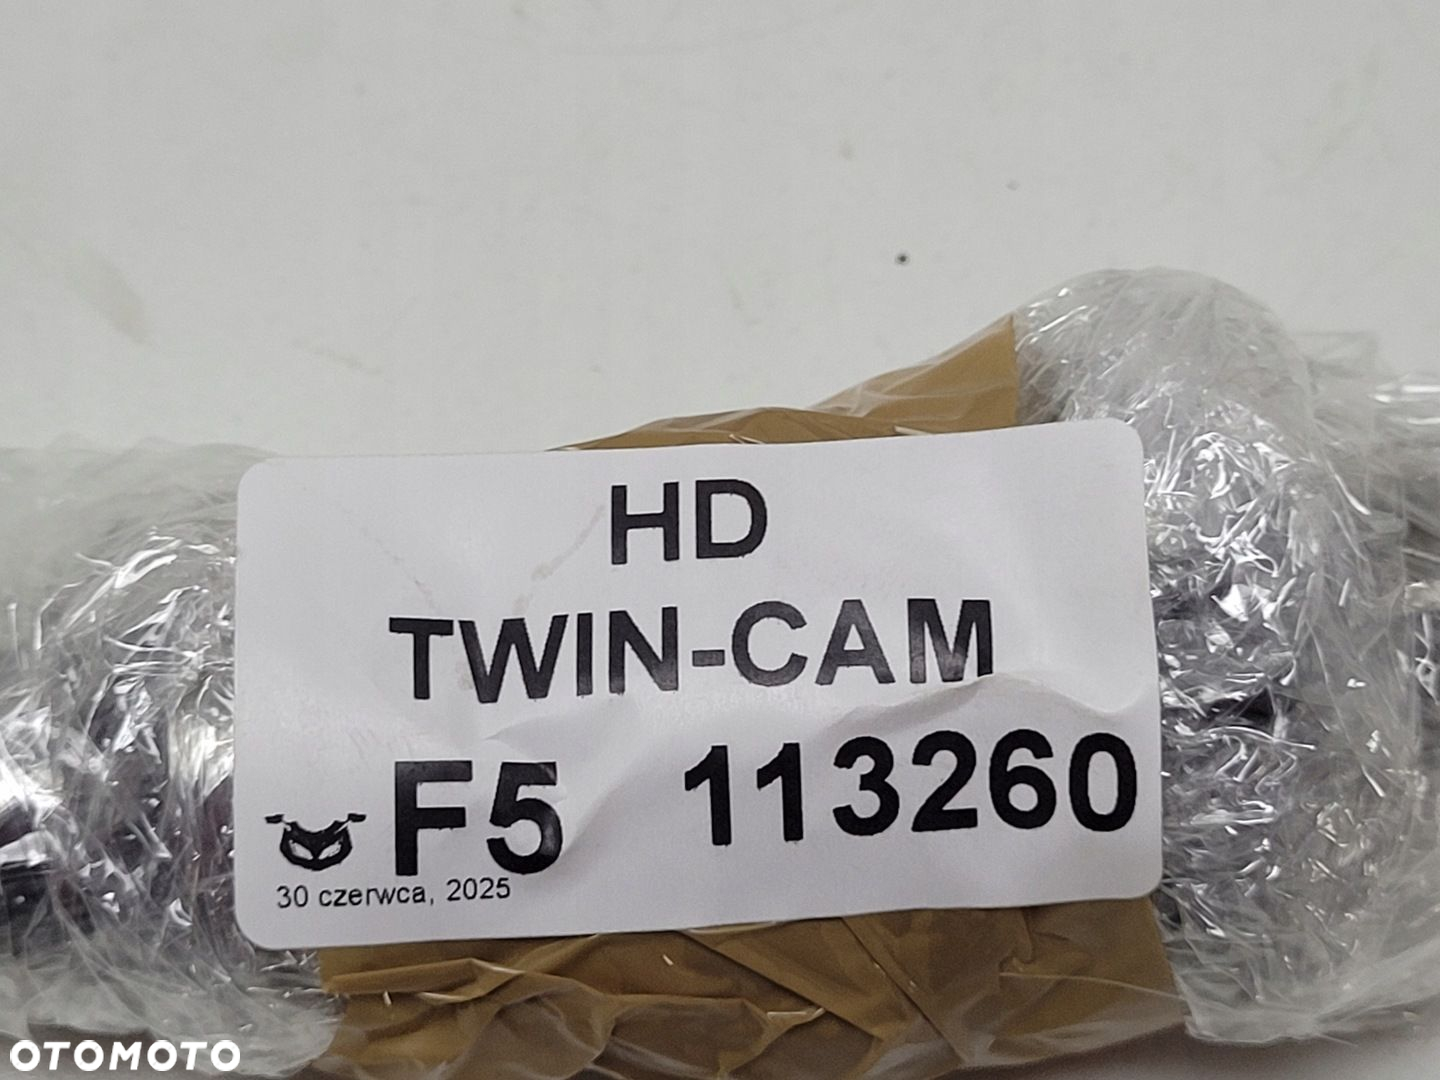 HD
TWIN-CAM
F5 113260
30 czerwca, 2025
OTOMOTO